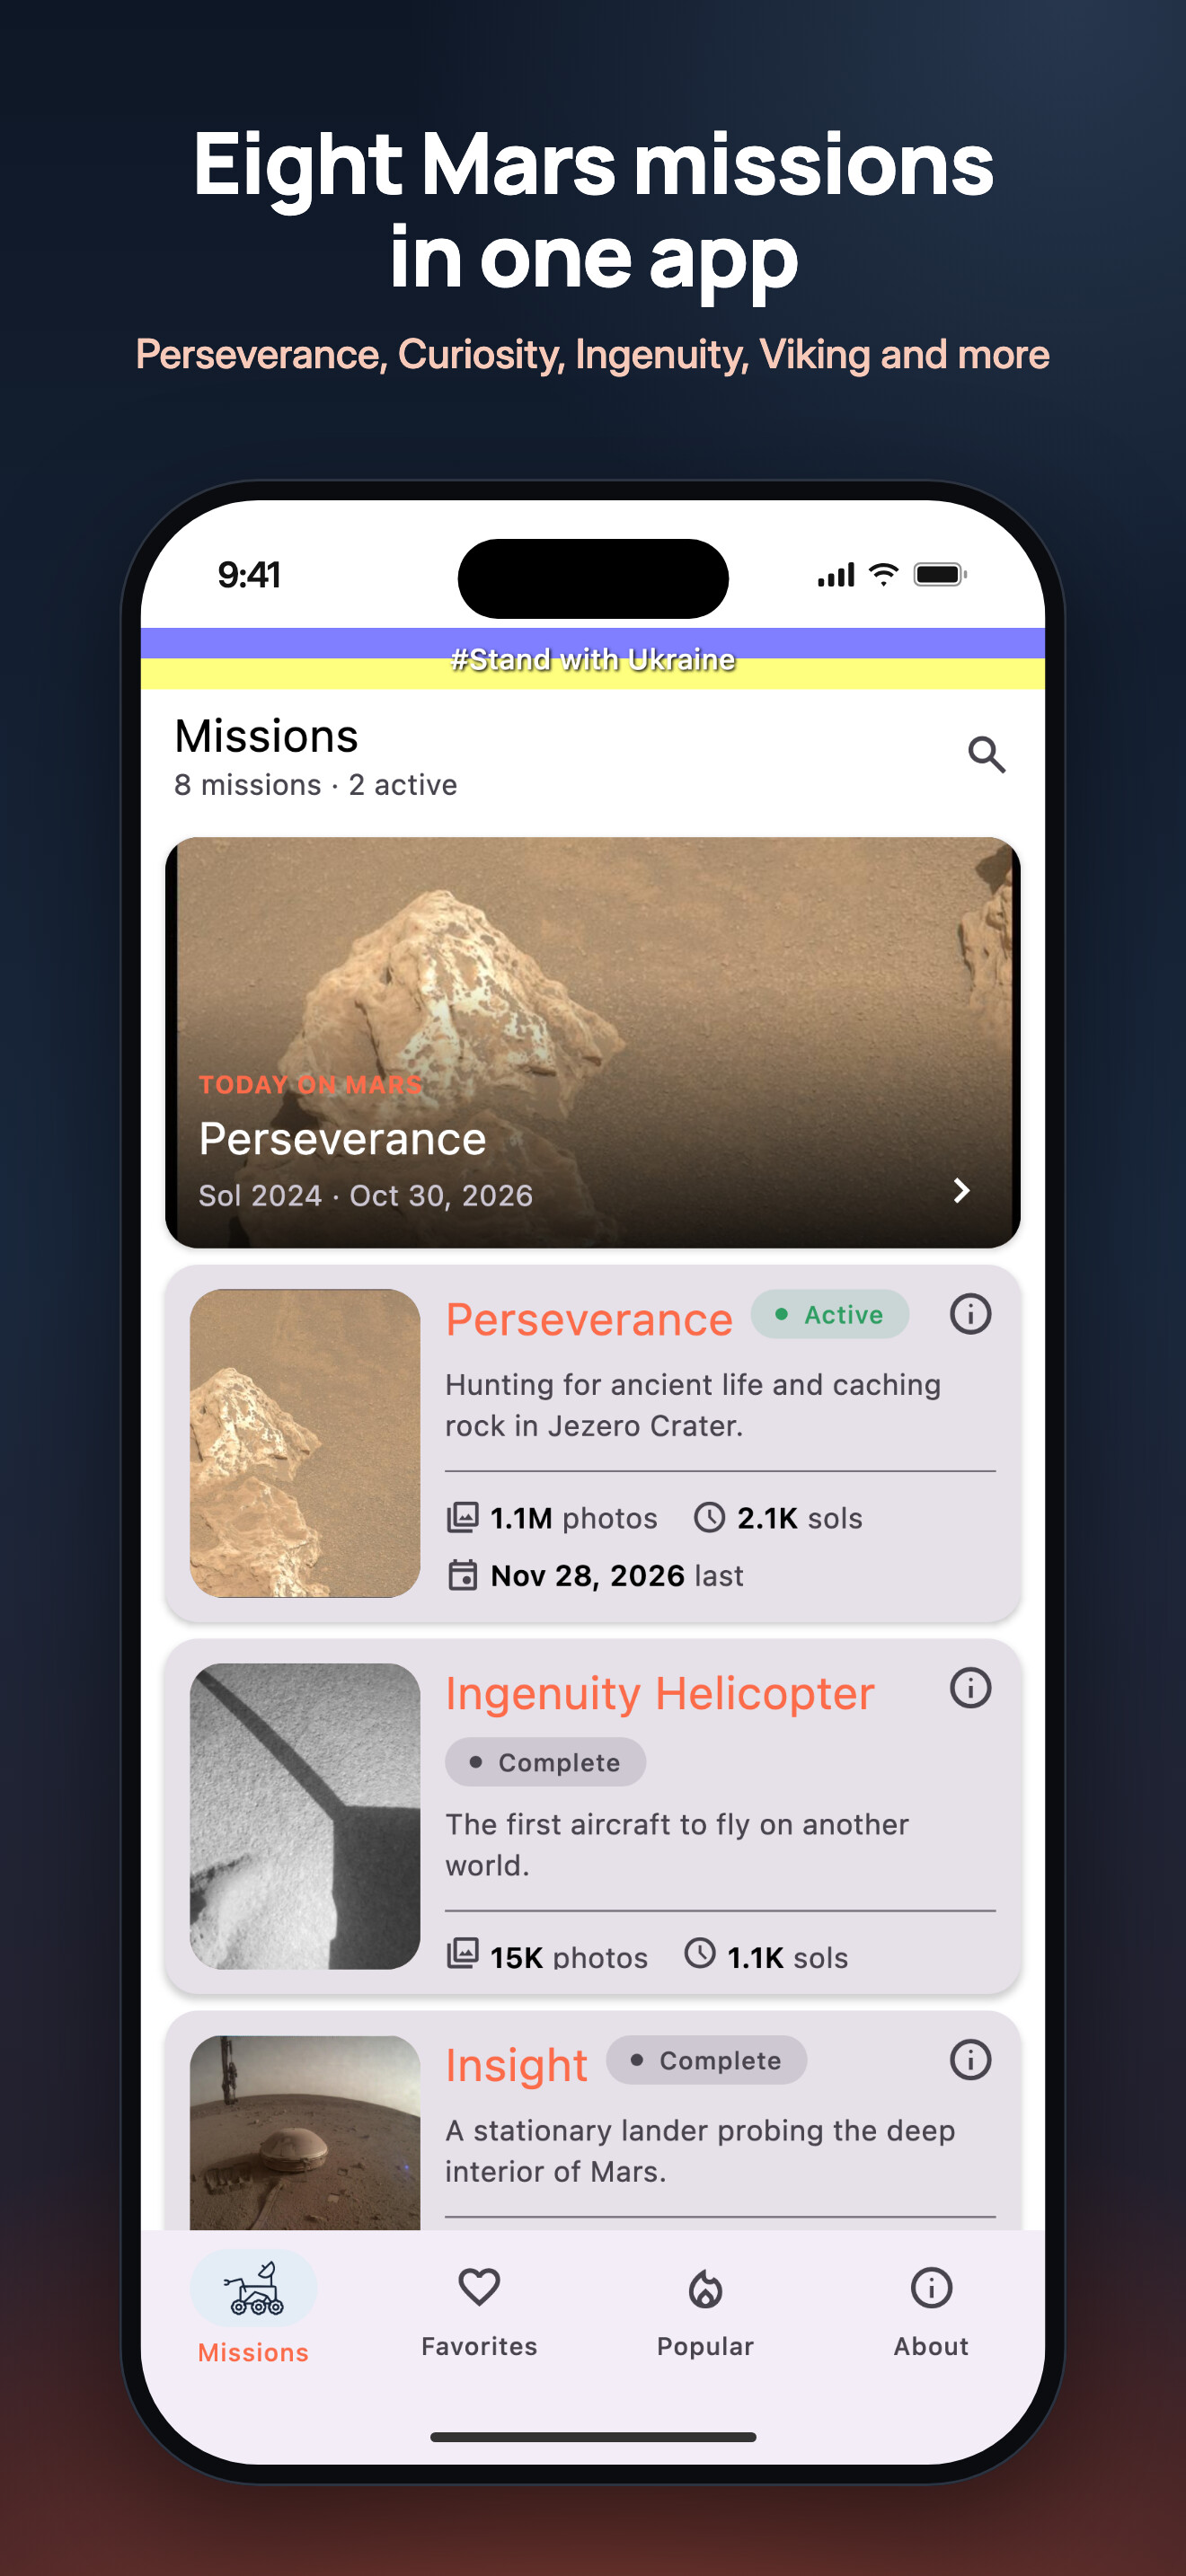 Eight Mars missions
in one app
Perseverance, Curiosity, Ingenuity, Viking and more
9:41
#Stand with Ukraine
Missions
8 missions · 2 active
TODAY ON MARS
Perseverance
Sol 2024 · Oct 30, 2026
Perseverance
Active
Hunting for ancient life and caching
rock in Jezero Crater.
1.1M photos
2.1K sols
Nov 28, 2026 last
Ingenuity Helicopter
Complete
The first aircraft to fly on another
world.
15K photos
1.1K sols
Insight
Complete
A stationary lander probing the deep
interior of Mars.
Missions
Favorites
Popular
About